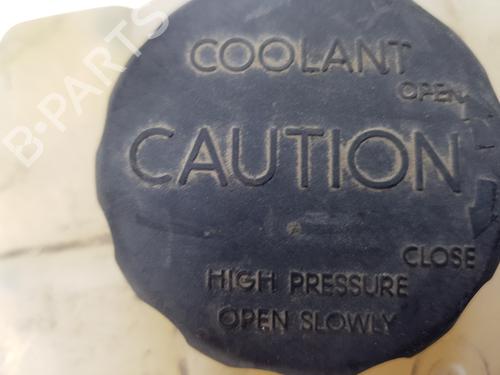 B-PARTS
COOLANT
OPEN
CAUTION
CLOSE
HIGH PRESSURE
OPEN SLOWLY